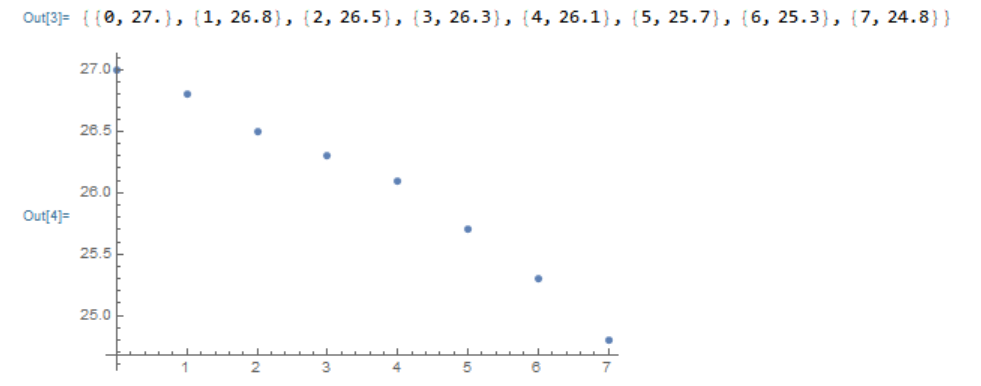 Out[3]= {{0, 27.}, {1, 26.8}, {2, 26.5}, {3, 26.3}, {4, 26.1}, {5, 25.7}, {6, 25.3}, {7, 24.8}}
27.0
26.5
26.0
Out[4]=
25.5
25.0
1 2 3 4 5 6 7